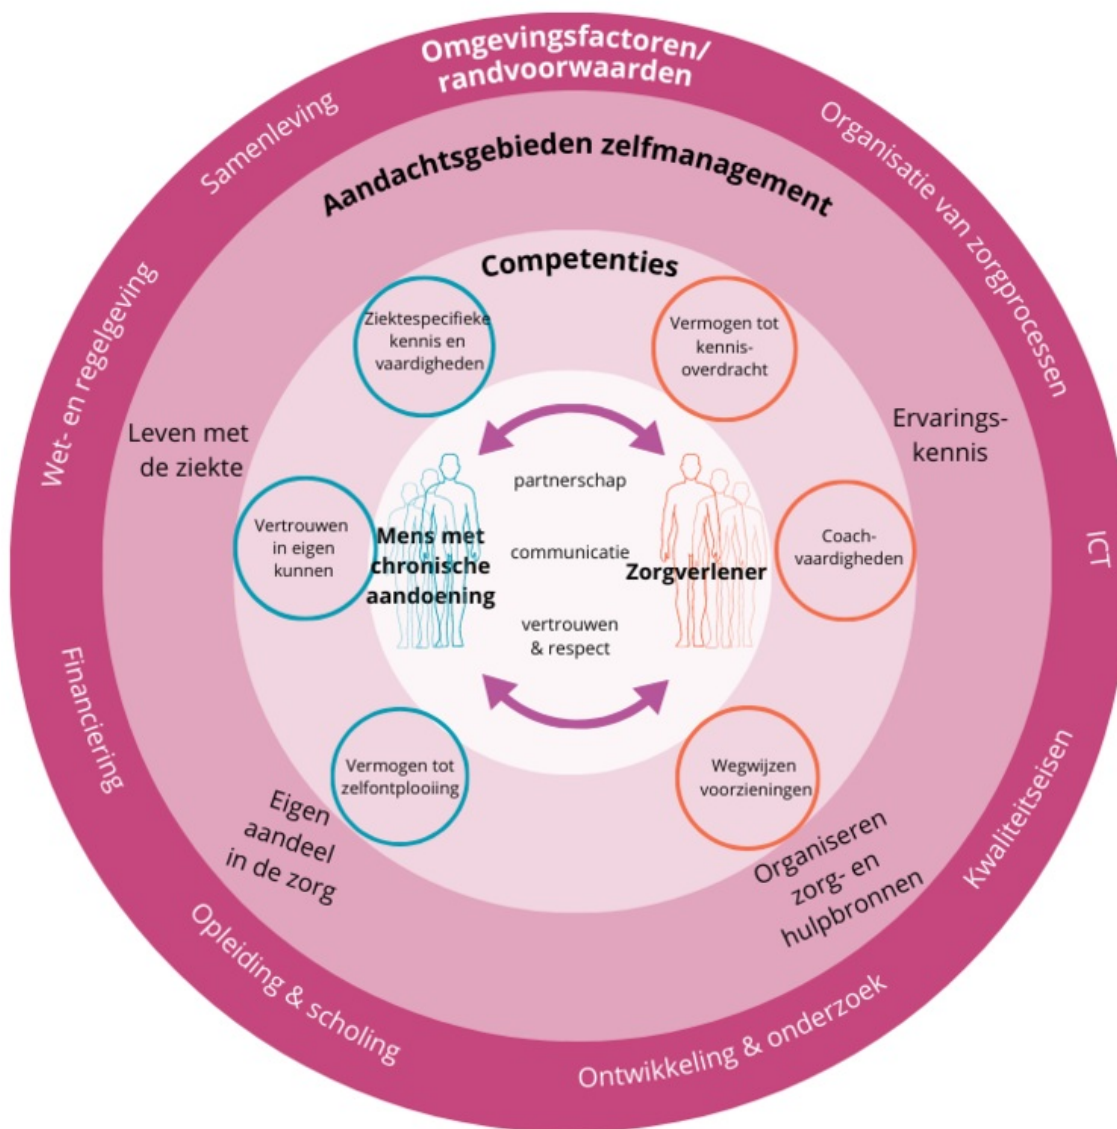 Omgevingsfactoren/
randvoorwaarden
Samenleving
Organisatie van zorgprocessen
Wet- en regelgeving
ICT
Financiering
Kwaliteitseisen
Opleiding & scholing
Ontwikkeling & onderzoek
Aandachtsgebieden zelfmanagement
Leven met
de ziekte
Ervarings-
kennis
Eigen
aandeel
in de zorg
Organiseren
zorg- en
hulpbronnen
Competenties
Ziektespecifieke
kennis en
vaardigheden
Vermogen tot
kennis-
overdracht
Vertrouwen
in eigen
kunnen
Coach-
vaardigheden
Vermogen tot
zelfontplooiing
Wegwijzen
voorzieningen
Mens met
chronische
aandoening
partnerschap
communicatie
vertrouwen
& respect
Zorgverlener